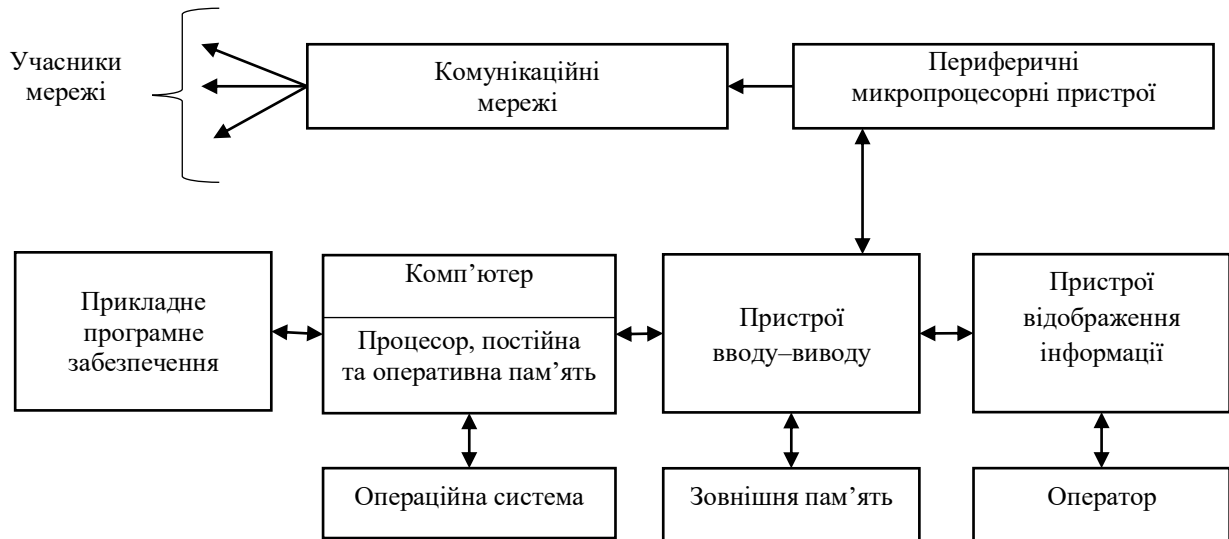 Учасники
мережі
Комунікаційні
мережі
Периферичні
микропроцесорні пристрої
Прикладне
програмне
забезпечення
Комп’ютер
Процесор, постійна
та оперативна пам’ять
Пристрої
вводу–виводу
Пристрої
відображення
інформації
Операційна система
Зовнішня пам’ять
Оператор